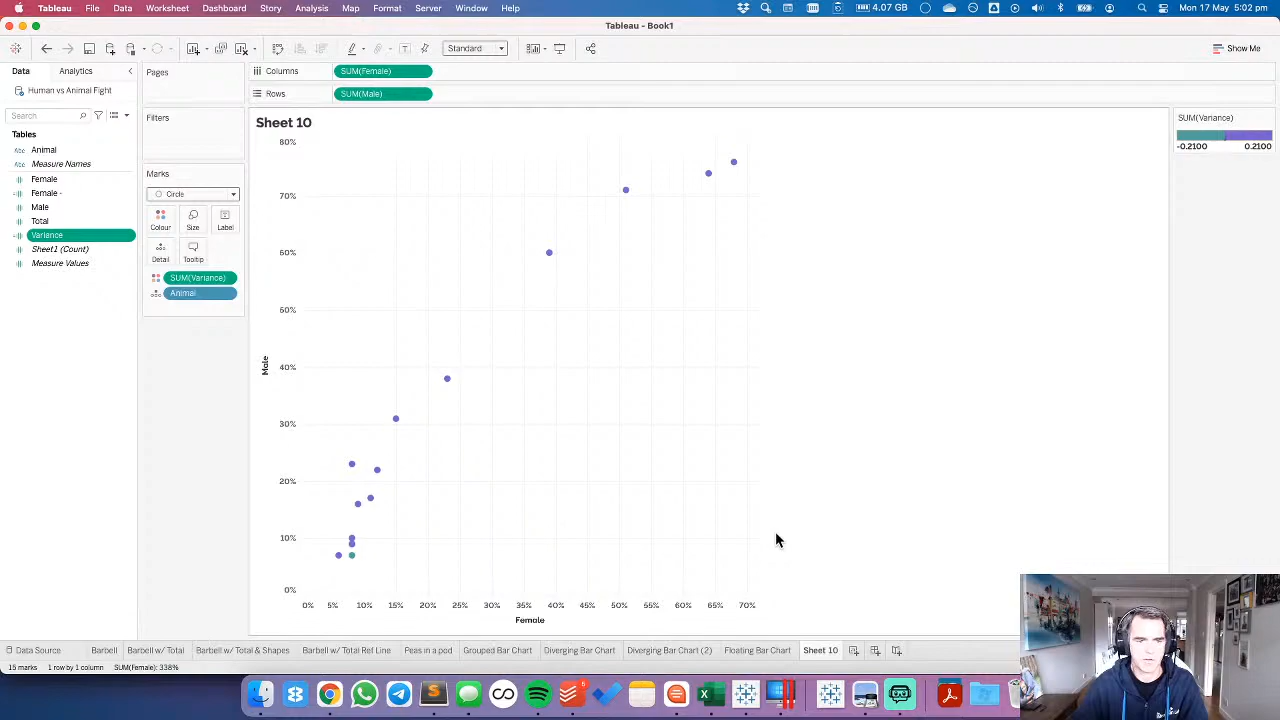 Tableau File Data Worksheet Dashboard Story Analysis Map Format Server Window Help 4.07 GB Mon 17 May 5:02 pm
Tableau - Book1
Standard Show Me
Data Analytics Pages Columns SUM(Female)
Human vs Animal Fight Rows SUM(Male)
Search
Tables
Abc Animal
Abc Measure Names
Female
Female -
Male
Total
Variance
Sheet1 (Count)
Measure Values
Filters
Marks
Circle
Colour Size Label
Detail Tooltip
SUM(Variance)
Animal
Sheet 10
80%
70%
60%
50%
40%
30%
20%
10%
0%
Male
0% 5% 10% 15% 20% 25% 30% 35% 40% 45% 50% 55% 60% 65% 70%
Female
SUM(Variance)
-0.2100 0.2100
Data Source Barbell Barbell w/ Total Barbell w/ Total & Shapes Barbell w/ Total Ref Line Peas in a pod Grouped Bar Chart Diverging Bar Chart Diverging Bar Chart (2) Floating Bar Chart Sheet 10
15 marks 1 row by 1 column SUM(Female): 338%